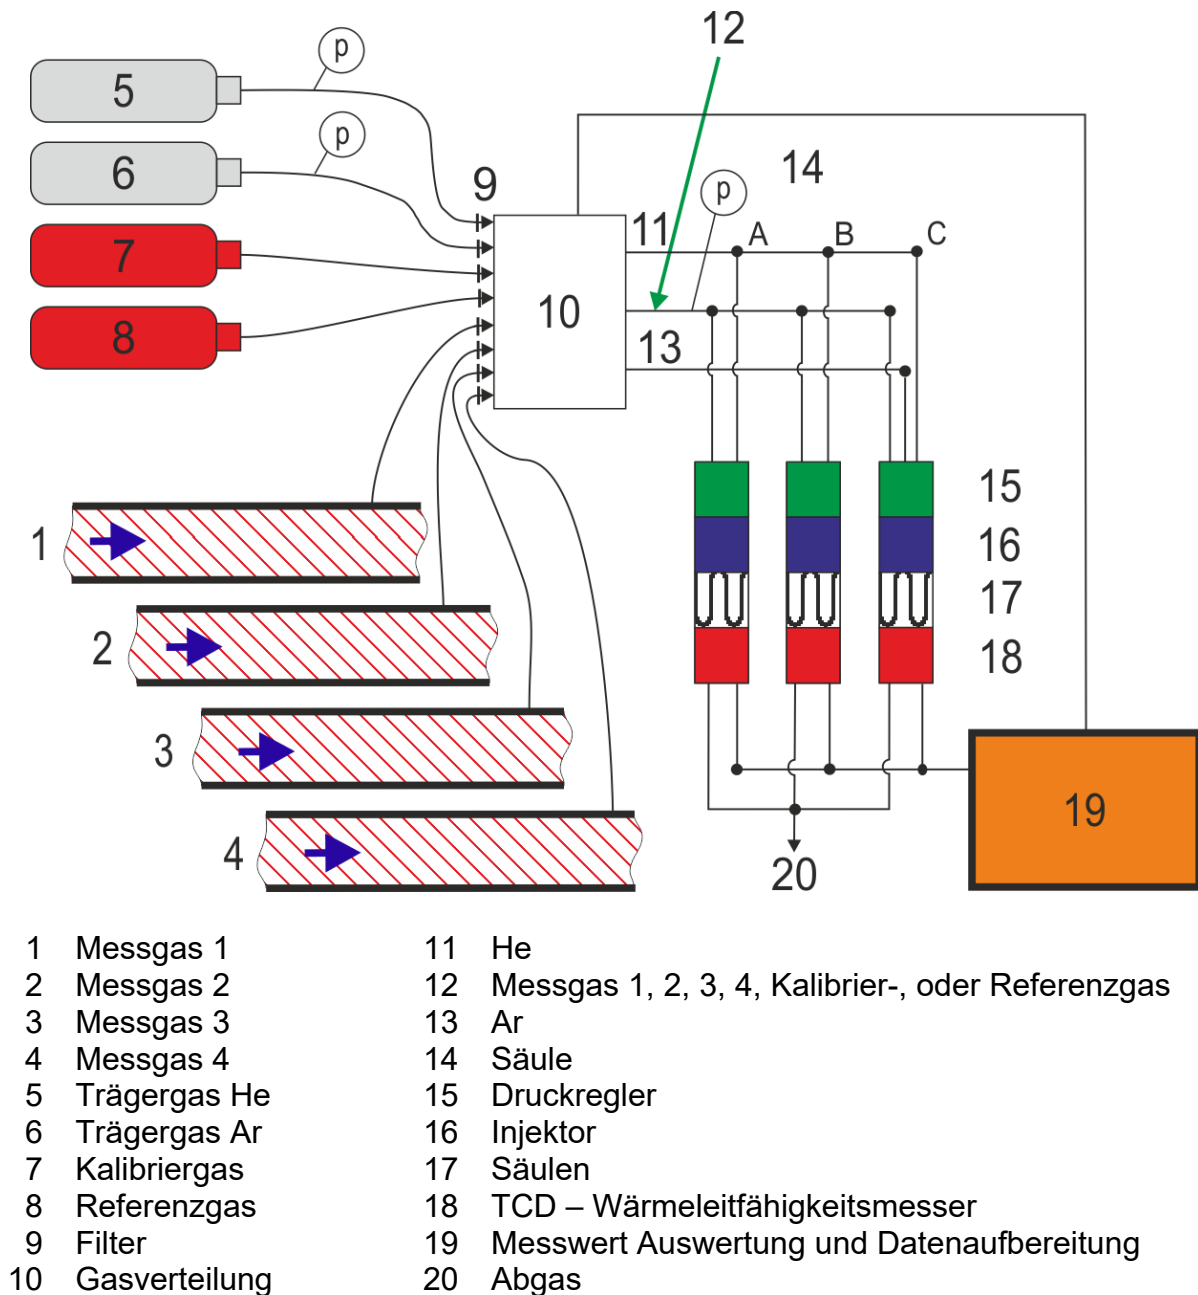 12
p
5
p
6
9
14
p
7
11
A
B
C
10
8
13
15
1
16
17
2
18
3
19
4
20
1 Messgas 1
2 Messgas 2
3 Messgas 3
4 Messgas 4
5 Trägergas He
6 Trägergas Ar
7 Kalibriergas
8 Referenzgas
9 Filter
10 Gasverteilung
11 He
12 Messgas 1, 2, 3, 4, Kalibrier-, oder Referenzgas
13 Ar
14 Säule
15 Druckregler
16 Injektor
17 Säulen
18 TCD – Wärmeleitfähigkeitsmesser
19 Messwert Auswertung und Datenaufbereitung
20 Abgas